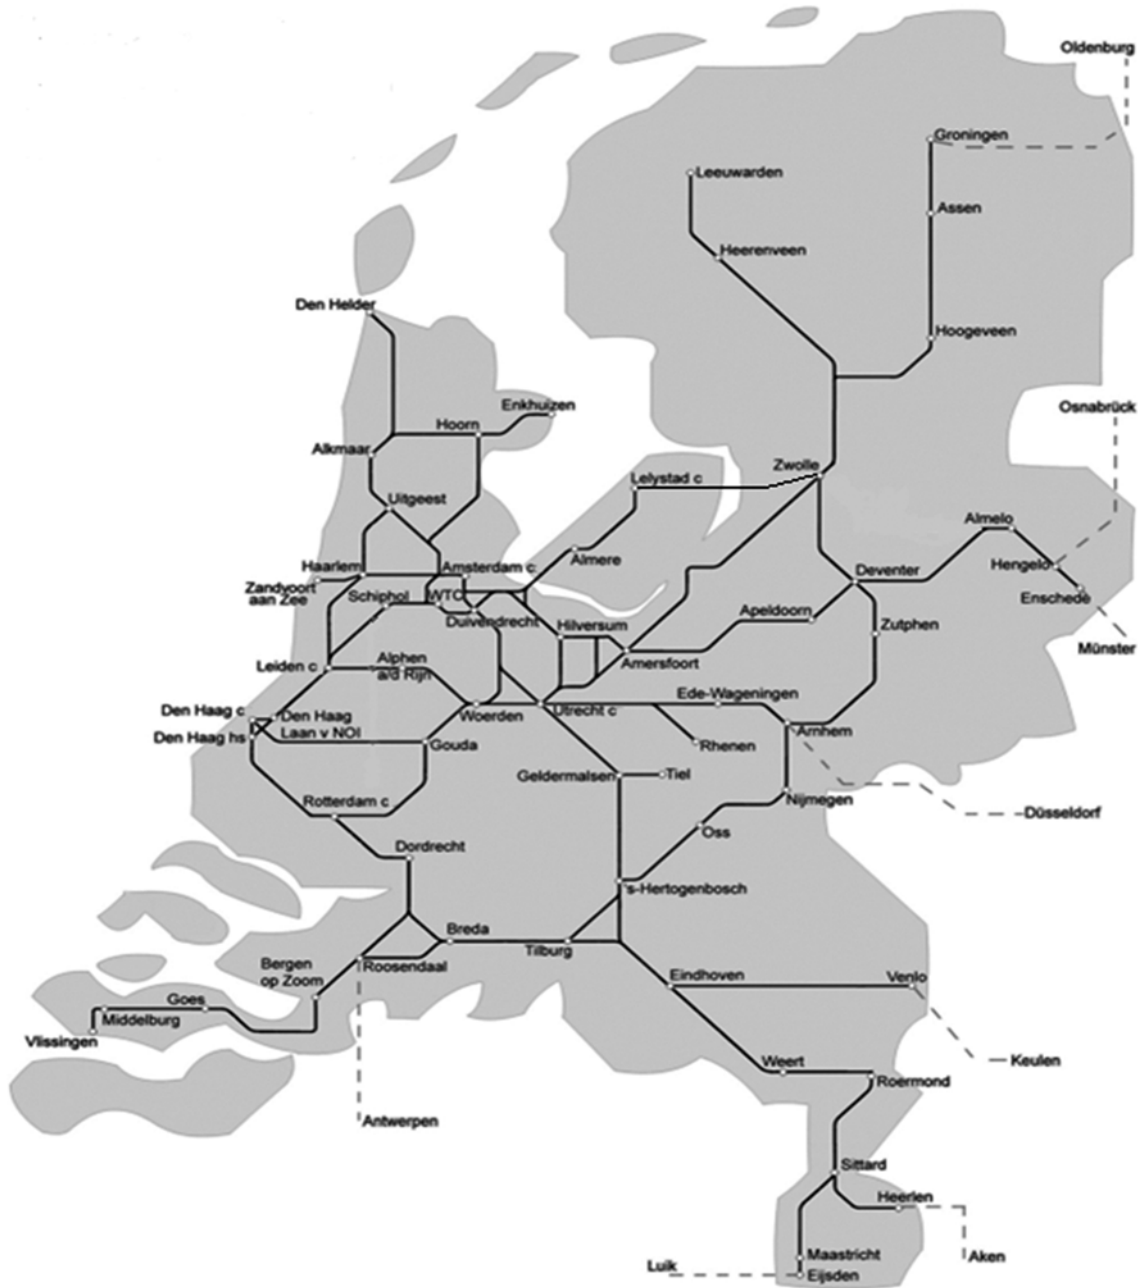 Oldenburg
Groningen
Leeuwarden
Assen
Heerenveen
Den Helder
Hoogeveen
Enkhuizen
Osnabrück
Hoorn
Alkmaar
Zwolle
Lelystad c
Uitgeest
Almelo
Almere
Haarlem
Amsterdam c
Hengelo
Deventer
Zandvoort
aan Zee
Schiphol
WTC
Enschede
Duivendrecht
Apeldoorn
Hilversum
Zutphen
Münster
Leiden c
Alphen
a/d Rijn
Amersfoort
Ede-Wageningen
Den Haag c
Den Haag
Laan v NOI
Woerden
Utrecht c
Den Haag hs
Gouda
Rhenen
Arnhem
Geldermalsen
Tiel
Rotterdam c
Nijmegen
Düsseldorf
Oss
Dordrecht
's-Hertogenbosch
Breda
Tilburg
Bergen
op Zoom
Roosendaal
Eindhoven
Venlo
Goes
Middelburg
Vlissingen
Keulen
Weert
Roermond
Antwerpen
Sittard
Heerlen
Maastricht
Aken
Luik
Eijsden